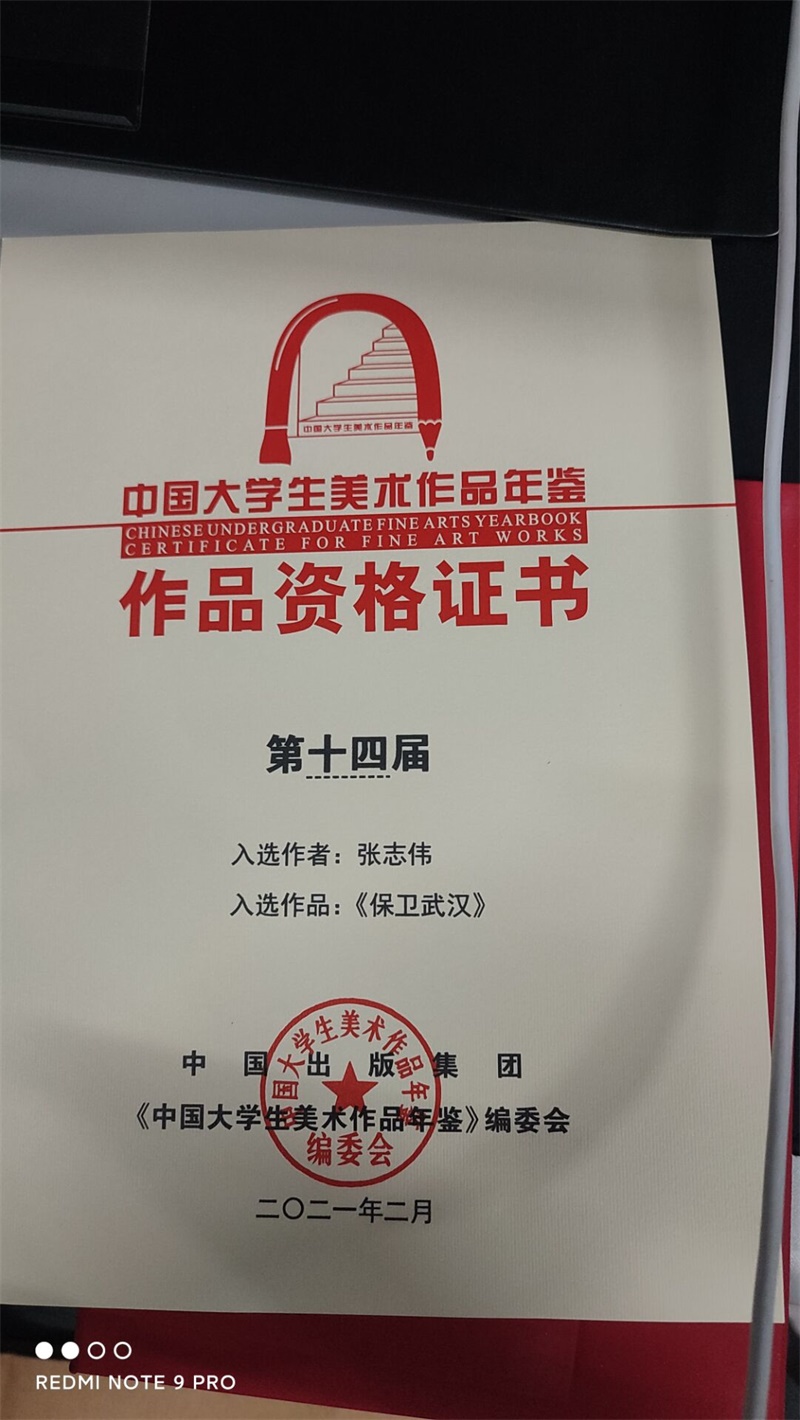 中国大学生美术作品年鉴
中国大学生美术作品年鉴
CHINESE UNDERGRADUATE FINE ARTS YEARBOOK
CERTIFICATE FOR FINE ART WORKS
作品资格证书
第十四届
入选作者：张志伟
入选作品：《保卫武汉》
中国出版集团
《中国大学生美术作品年鉴》编委会
中国大学生美术作品年鉴
编委会
二〇二一年二月
REDMI NOTE 9 PRO